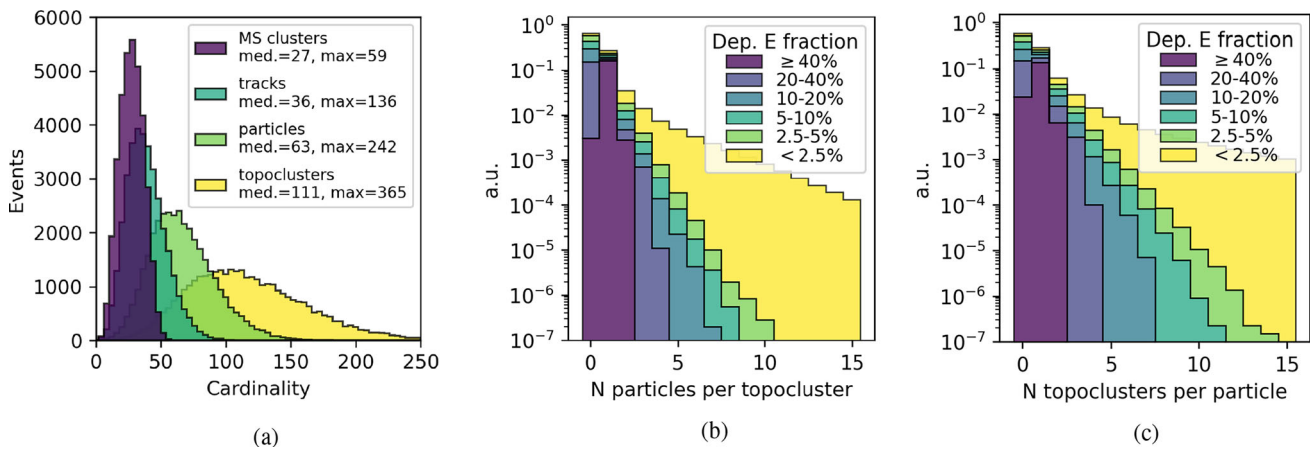 6000
5000
4000
3000
2000
1000
0
Events
0 50 100 150 200 250
Cardinality
MS clusters
med.=27, max=59
tracks
med.=36, max=136
particles
med.=63, max=242
topoclusters
med.=111, max=365
(a)
10⁰
10⁻¹
10⁻²
10⁻³
10⁻⁴
10⁻⁵
10⁻⁶
10⁻⁷
a.u.
Dep. E fraction
≥ 40%
20-40%
10-20%
5-10%
2.5-5%
< 2.5%
0 5 10 15
N particles per topocluster
(b)
10⁰
10⁻¹
10⁻²
10⁻³
10⁻⁴
10⁻⁵
10⁻⁶
10⁻⁷
a.u.
Dep. E fraction
≥ 40%
20-40%
10-20%
5-10%
2.5-5%
< 2.5%
0 5 10 15
N topoclusters per particle
(c)